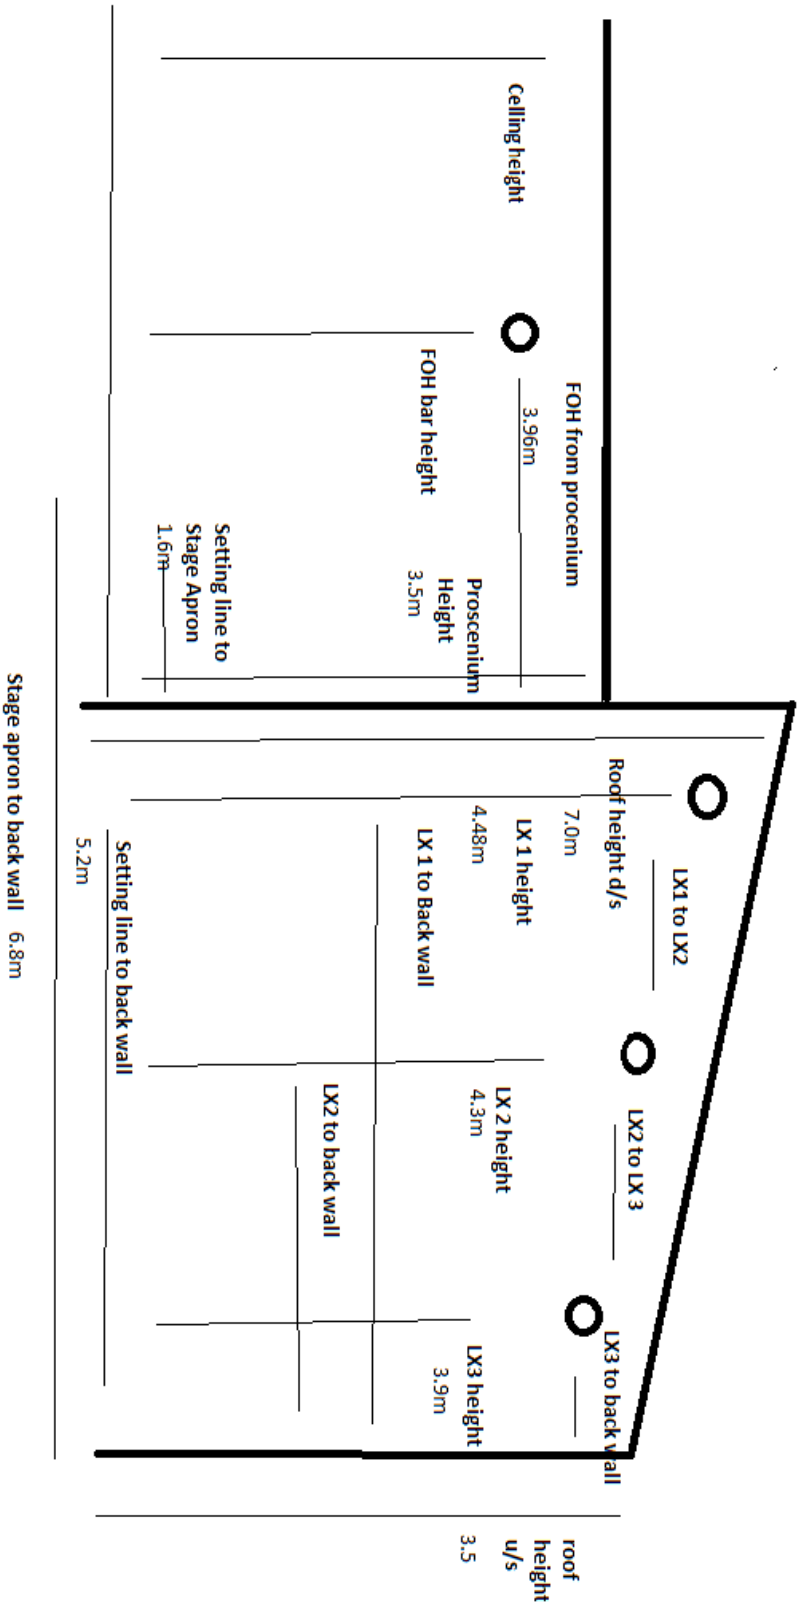 Celling height
FOH from procenium
3.96m
FOH bar height
Proscenium
Height
3.5m
Setting line to
Stage Apron
1.6m
LX1 to LX2
Roof height d/s
7.0m
LX 1 height
4.48m
LX 1 to Back wall
LX2 to LX 3
LX 2 height
4.3m
LX2 to back wall
LX3 to back wall
LX3 height
3.9m
Setting line to back wall
5.2m
Stage apron to back wall 6.8m
roof
height
u/s
3.5